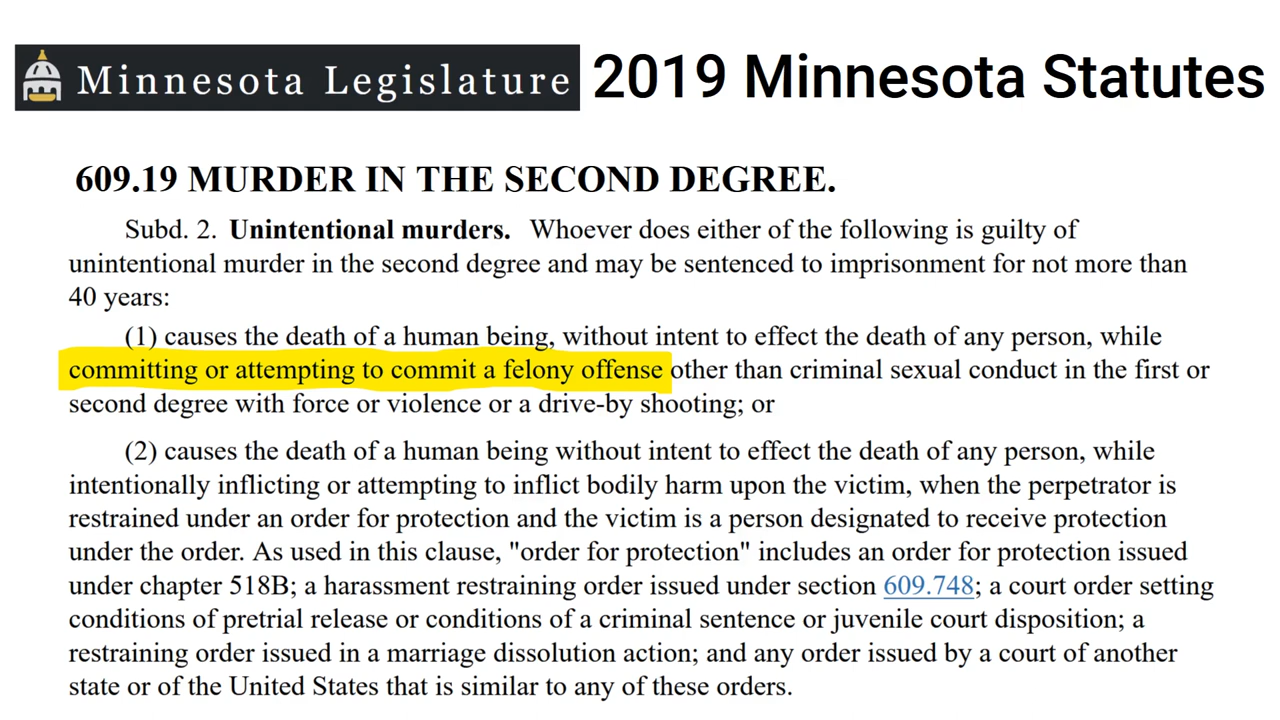 Minnesota Legislature 2019 Minnesota Statutes
609.19 MURDER IN THE SECOND DEGREE.
Subd. 2. Unintentional murders. Whoever does either of the following is guilty of
unintentional murder in the second degree and may be sentenced to imprisonment for not more than
40 years:
(1) causes the death of a human being, without intent to effect the death of any person, while
committing or attempting to commit a felony offense other than criminal sexual conduct in the first or
second degree with force or violence or a drive-by shooting; or
(2) causes the death of a human being without intent to effect the death of any person, while
intentionally inflicting or attempting to inflict bodily harm upon the victim, when the perpetrator is
restrained under an order for protection and the victim is a person designated to receive protection
under the order. As used in this clause, "order for protection" includes an order for protection issued
under chapter 518B; a harassment restraining order issued under section 609.748; a court order setting
conditions of pretrial release or conditions of a criminal sentence or juvenile court disposition; a
restraining order issued in a marriage dissolution action; and any order issued by a court of another
state or of the United States that is similar to any of these orders.